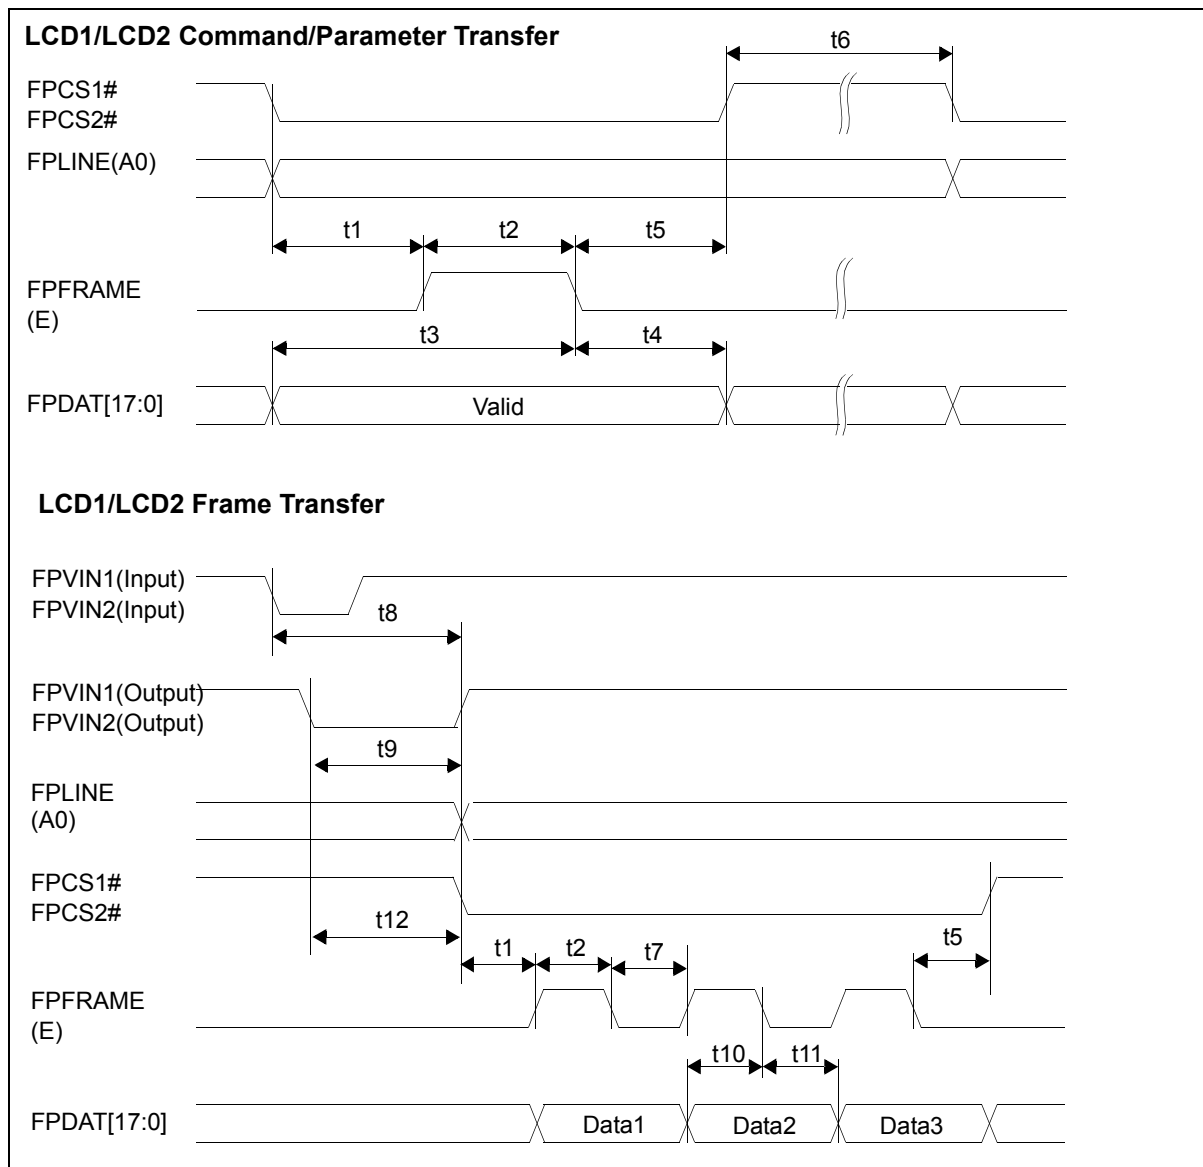 LCD1/LCD2 Command/Parameter Transfer
t6
FPCS1#
FPCS2#
FPLINE(A0)
t1 t2 t5
FPFRAME
(E)
t3 t4
FPDAT[17:0] Valid
LCD1/LCD2 Frame Transfer
FPVIN1(Input)
FPVIN2(Input)
t8
FPVIN1(Output)
FPVIN2(Output)
t9
FPLINE
(A0)
FPCS1#
FPCS2#
t12
t1 t2 t7 t5
FPFRAME
(E)
t10 t11
FPDAT[17:0] Data1 Data2 Data3